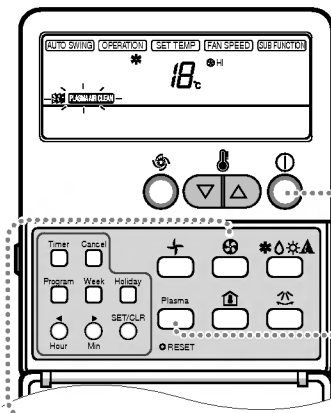 AUTO SWING OPERATION SET TEMP FAN SPEED SUB FUNCTION
HI
18°C
PLASMA AIR CLEAN
Timer Cancel
Program Week Holiday
Plasma
SET/CLR
Hour Min
RESET